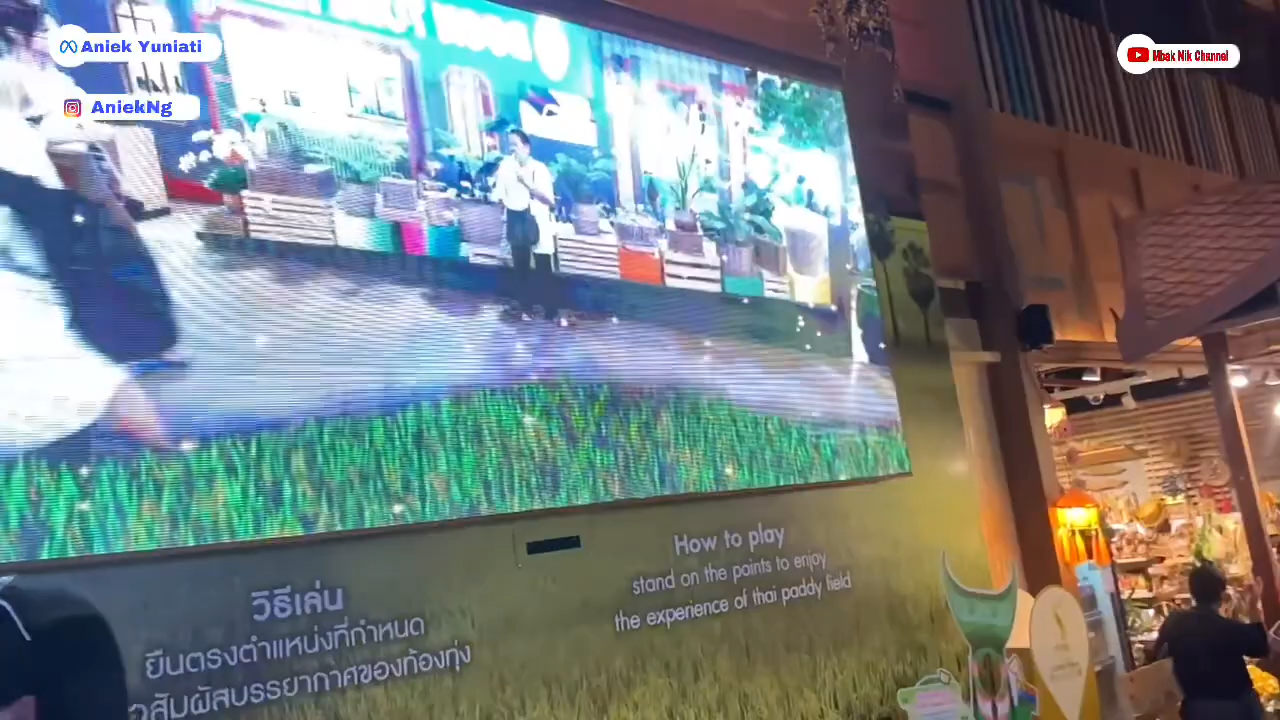 Aniek Yuniati
AniekNg
Mbak Nik Channel
วิธีเล่น
ยืนตรงตำแหน่งที่กำหนด
สัมผัสบรรยากาศของท้องทุ่ง
How to play
stand on the points to enjoy
the experience of thai paddy field